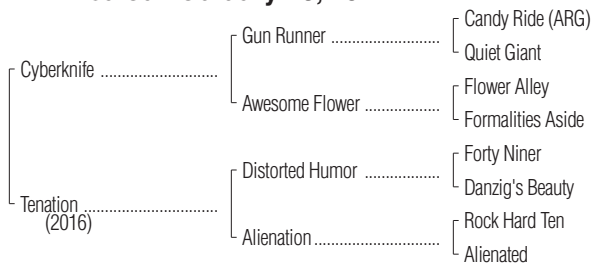 Candy Ride (ARG)
Gun Runner
Quiet Giant
Cyberknife
Flower Alley
Awesome Flower
Formalities Aside
Forty Niner
Distorted Humor
Danzig's Beauty
Tenation
(2016)
Rock Hard Ten
Alienation
Alienated